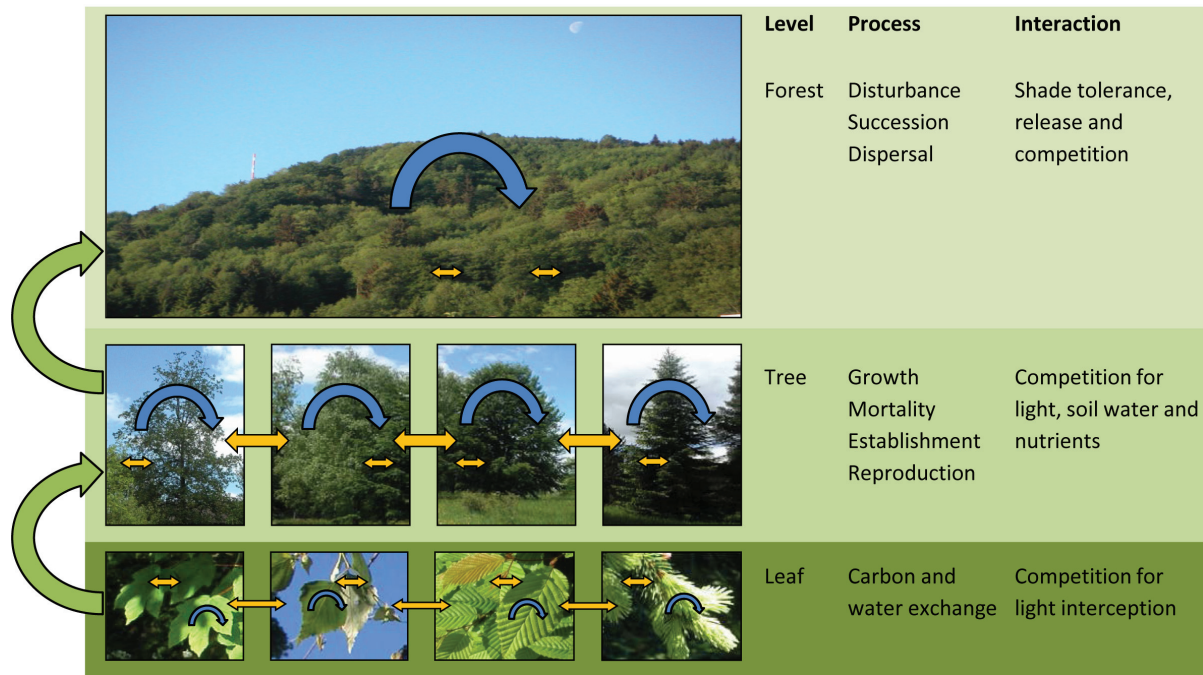 Level Process Interaction
Forest Disturbance Shade tolerance,
Succession release and
Dispersal competition
Tree Growth Competition for
Mortality light, soil water and
Establishment nutrients
Reproduction
Leaf Carbon and Competition for
water exchange light interception